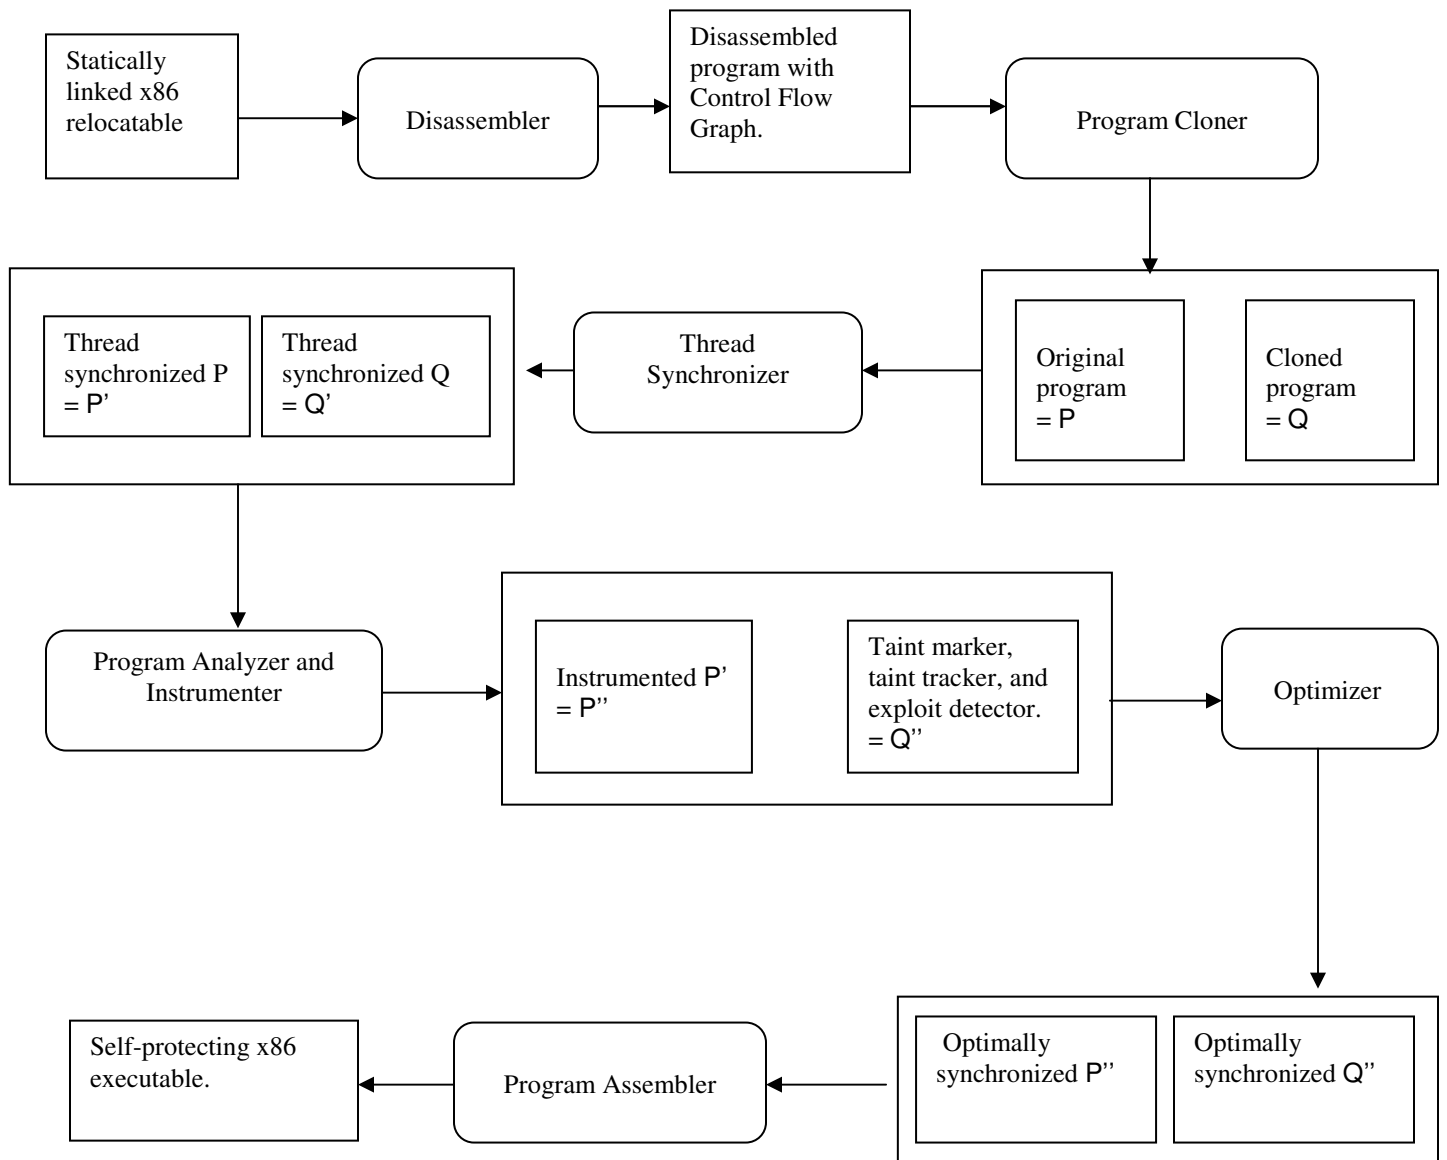 Statically
linked x86
relocatable
Disassembler
Disassembled
program with
Control Flow
Graph.
Program Cloner
Thread
synchronized P
= P'
Thread
synchronized Q
= Q'
Thread
Synchronizer
Original
program
= P
Cloned
program
= Q
Program Analyzer and
Instrumenter
Instrumented P'
= P''
Taint marker,
taint tracker, and
exploit detector.
= Q''
Optimizer
Self-protecting x86
executable.
Program Assembler
Optimally
synchronized P''
Optimally
synchronized Q''